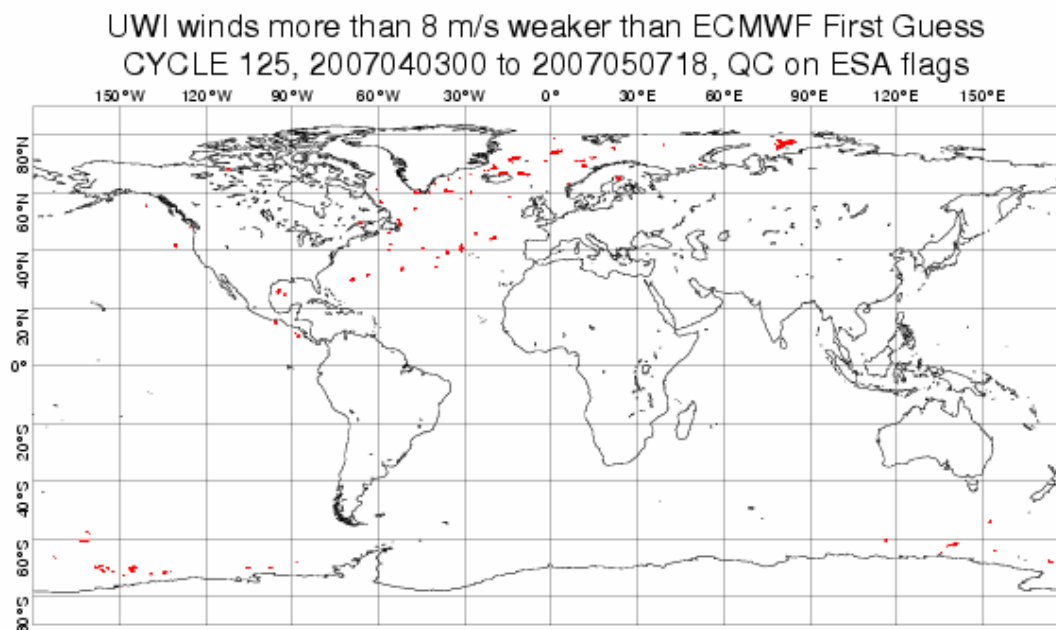 UWI winds more than 8 m/s weaker than ECMWF First Guess
CYCLE 125, 2007040300 to 2007050718, QC on ESA flags
150°W 120°W 90°W 60°W 30°W 0° 30°E 60°E 90°E 120°E 150°E
80°N
60°N
40°N
20°N
0°
20°S
40°S
60°S